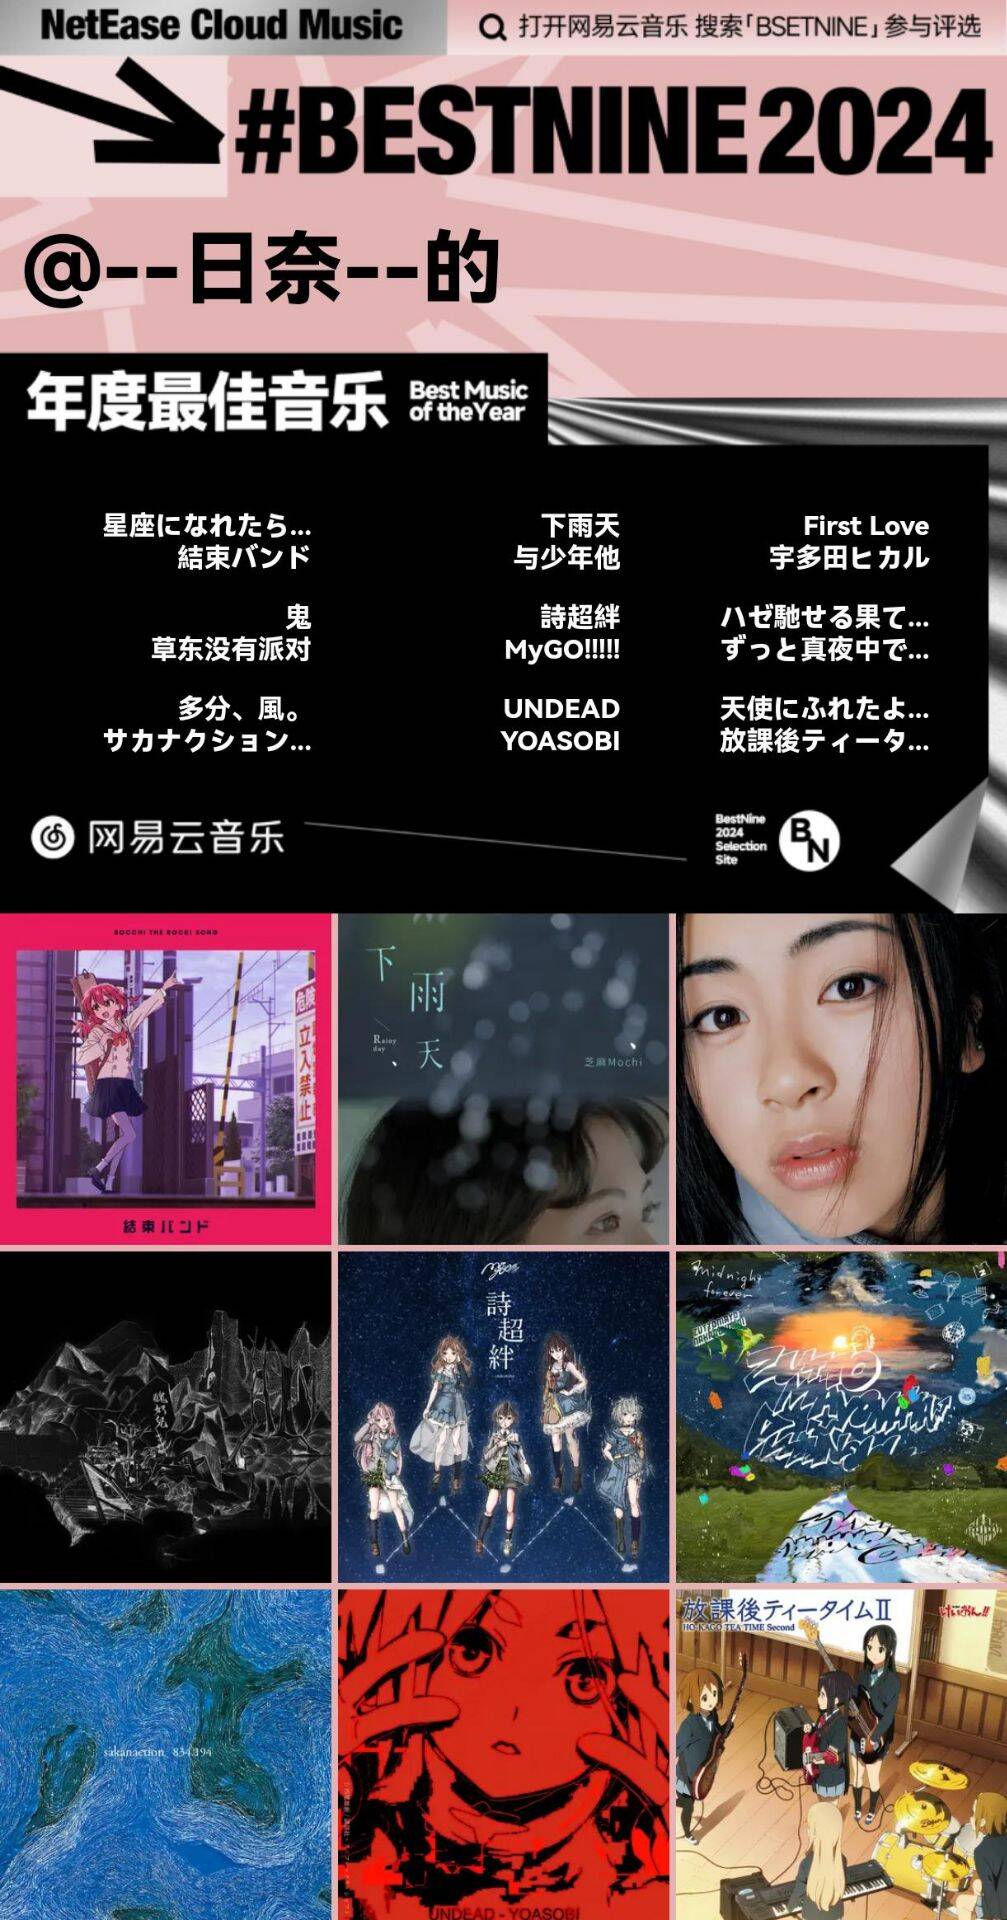 NetEase Cloud Music
打开网易云音乐 搜索「BSETNINE」参与评选
#BESTNINE2024
@--日奈--的
年度最佳音乐
Best Music
of theYear
星座になれたら...
結束バンド
下雨天
与少年他
First Love
宇多田ヒカル
鬼
草东没有派对
詩超絆
MyGO!!!!!
ハゼ馳せる果て...
ずっと真夜中で...
多分、風。
サカナクション...
UNDEAD
YOASOBI
天使にふれたよ...
放課後ティータ...
网易云音乐
BestNine
2024
Selection
Site
BN
BOCCHI THE ROCK! SONG
危険
立入禁止
結束バンド
下雨天
Rainy
day
芝麻Mochi
詩超絆
Midnight
forever
sakanaction 834.194
UNDEAD - YOASOBI
放課後ティータイムII
HO-KAGO TEA TIME Second
けいおん!!